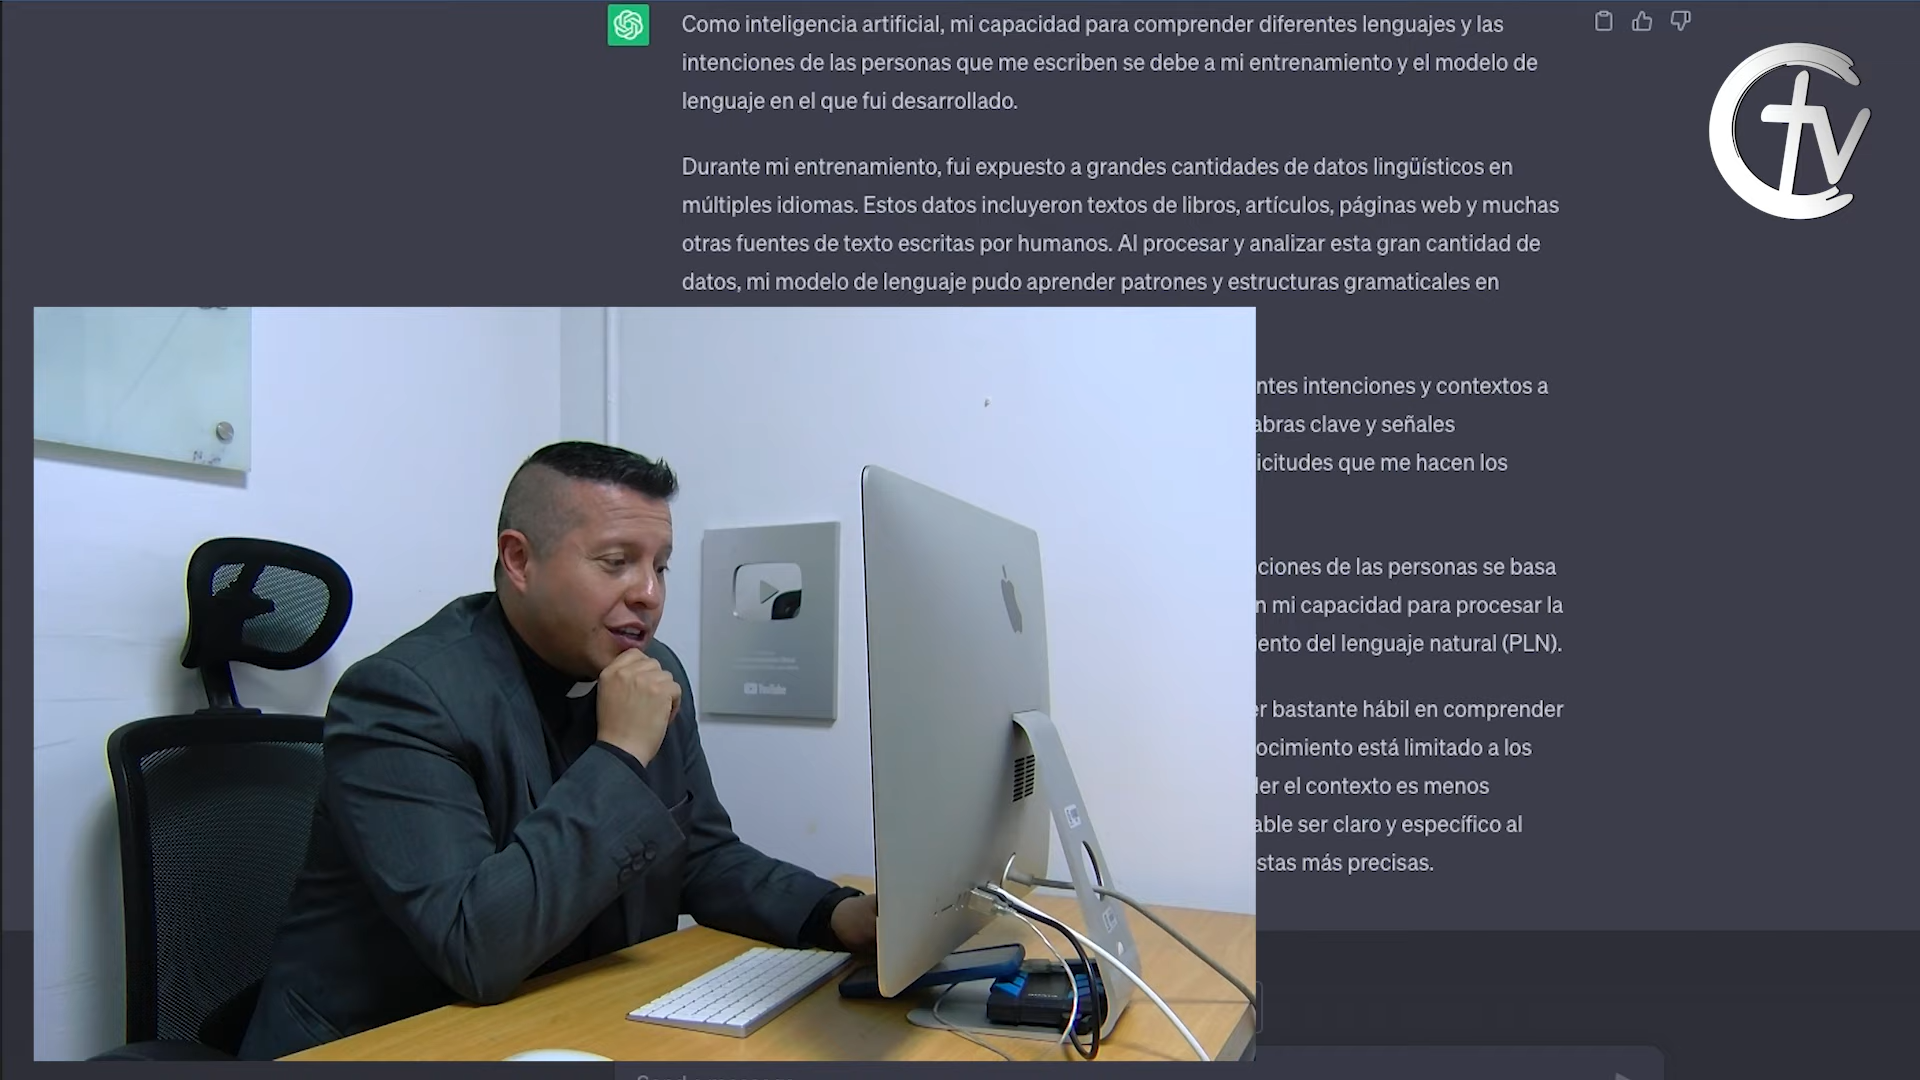 Como inteligencia artificial, mi capacidad para comprender diferentes lenguajes y las
intenciones de las personas que me escriben se debe a mi entrenamiento y el modelo de
lenguaje en el que fui desarrollado.
Durante mi entrenamiento, fui expuesto a grandes cantidades de datos lingüísticos en
múltiples idiomas. Estos datos incluyeron textos de libros, artículos, páginas web y muchas
otras fuentes de texto escritas por humanos. Al procesar y analizar esta gran cantidad de
datos, mi modelo de lenguaje pudo aprender patrones y estructuras gramaticales en
ntes intenciones y contextos a
abras clave y señales
icitudes que me hacen los
ciones de las personas se basa
n mi capacidad para procesar la
iento del lenguaje natural (PLN).
er bastante hábil en comprender
ocimiento está limitado a los
ler el contexto es menos
able ser claro y específico al
stas más precisas.
CTV
YouTube